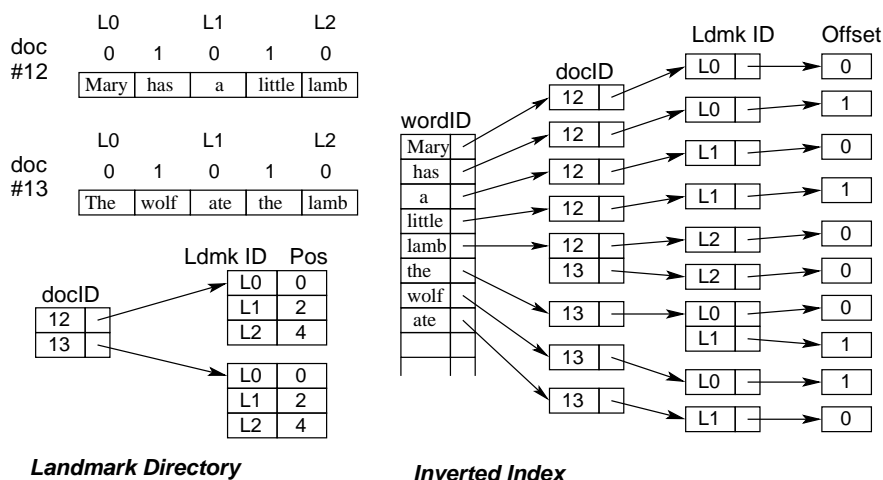 L0 L1 L2
doc #12
0 1 0 1 0
Mary has a little lamb
L0 L1 L2
doc #13
0 1 0 1 0
The wolf ate the lamb
docID
12
13
Ldmk ID Pos
L0 0
L1 2
L2 4
L0 0
L1 2
L2 4
Landmark Directory
wordID
Mary
has
a
little
lamb
the
wolf
ate
docID
12
12
12
12
12
13
13
13
13
Ldmk ID Offset
L0 0
L0 1
L1 0
L1 1
L2 0
L2 0
L0 0
L1 1
L0 1
L1 0
Inverted Index